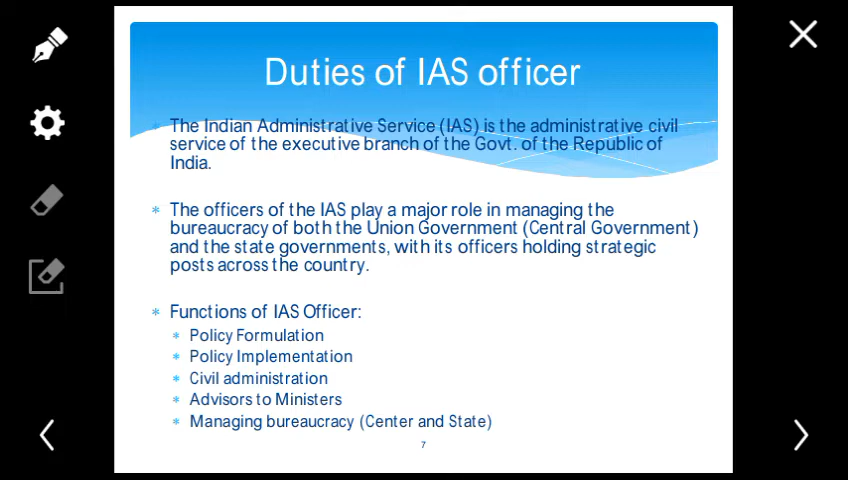 Duties of IAS officer
* The Indian Administrative Service (IAS) is the administrative civil
service of the executive branch of the Govt. of the Republic of
India.
* The officers of the IAS play a major role in managing the
bureaucracy of both the Union Government (Central Government)
and the state governments, with its officers holding strategic
posts across the country.
* Functions of IAS Officer:
* Policy Formulation
* Policy Implementation
* Civil administration
* Advisors to Ministers
* Managing bureaucracy (Center and State)
7